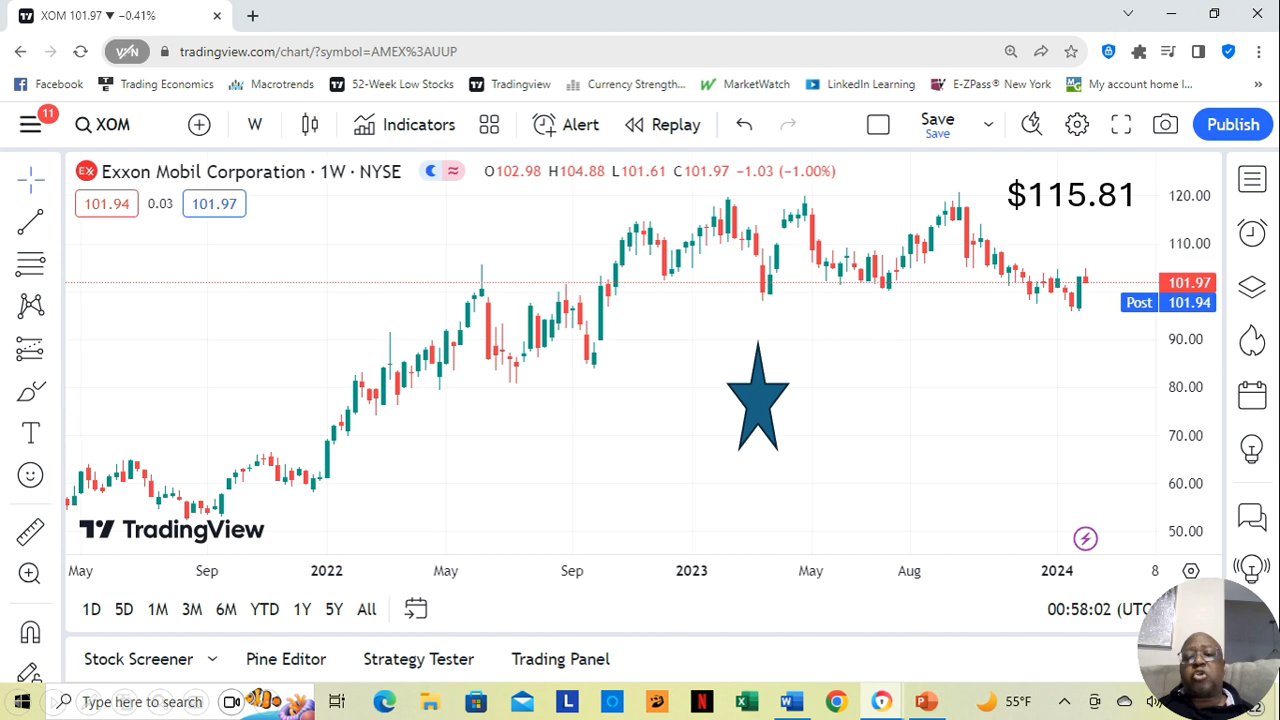 XOM 101.97 ▼ −0.41%
VPN tradingview.com/chart/?symbol=AMEX%3AUUP
Facebook Trading Economics Macrotrends 52-Week Low Stocks Tradingview Currency Strength... MarketWatch LinkedIn Learning E-ZPass® New York My account home l... »
11 XOM W Indicators Alert Replay Save Save Publish
EX Exxon Mobil Corporation · 1W · NYSE O102.98 H104.88 L101.61 C101.97 −1.03 (−1.00%)
101.94 0.03 101.97
$115.81
120.00
110.00
101.97
Post 101.94
90.00
80.00
70.00
60.00
50.00
TradingView
May Sep 2022 May Sep 2023 May Aug 2024 8
1D 5D 1M 3M 6M YTD 1Y 5Y All 00:58:02 (UTC
Stock Screener Pine Editor Strategy Tester Trading Panel
Type here to search L N 55°F